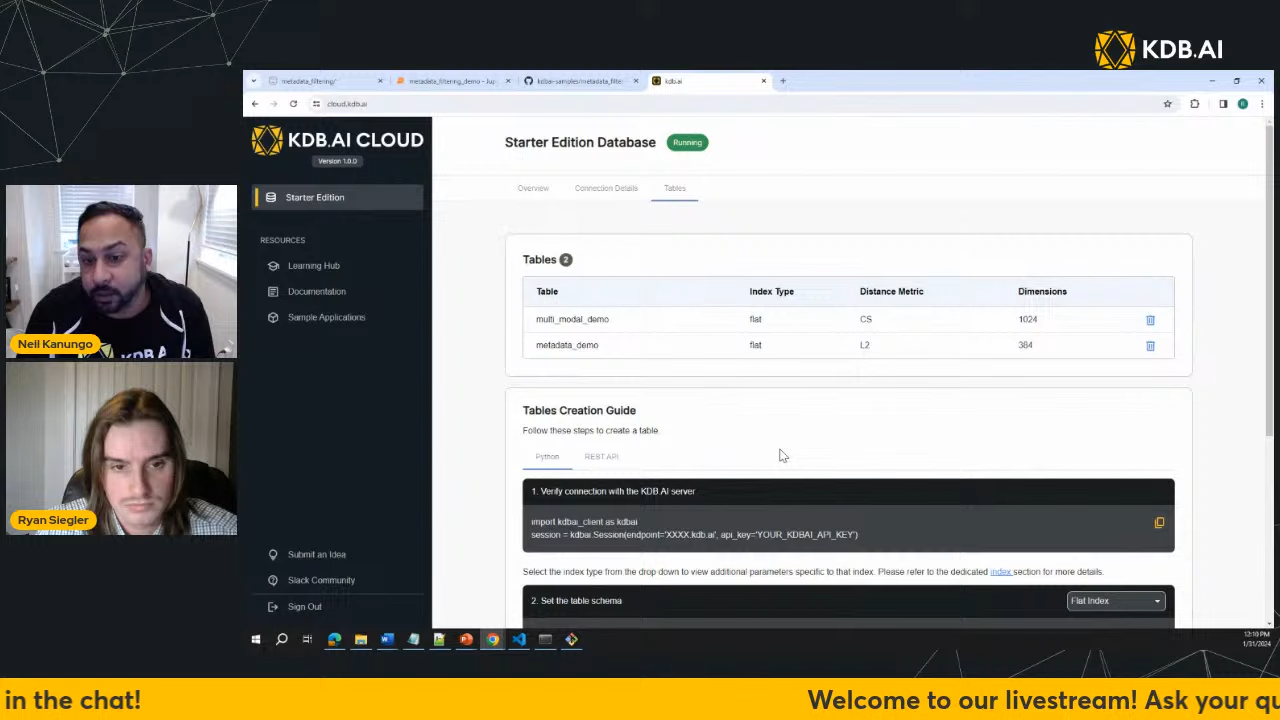 KDB.AI
metadata_filtering/
metadata_filtering_demo - Jup
kdbai-samples/metadata_filte
kdb.ai
cloud.kdb.ai
KDB.AI CLOUD
Version 1.0.0
Starter Edition
RESOURCES
Learning Hub
Documentation
Sample Applications
Submit an Idea
Slack Community
Sign Out
Starter Edition Database Running
Overview Connection Details Tables
Tables 2
Table Index Type Distance Metric Dimensions
multi_modal_demo flat CS 1024
metadata_demo flat L2 384
Tables Creation Guide
Follow these steps to create a table.
Python REST API
1. Verify connection with the KDB.AI server
import kdbai_client as kdbai
session = kdbai.Session(endpoint='XXXX.kdb.ai', api_key='YOUR_KDBAI_API_KEY')
Select the index type from the drop down to view additional parameters specific to that index. Please refer to the dedicated index section for more details.
2. Set the table schema Flat Index
12:10 PM
1/31/2024
Neil Kanungo
KDB.A
Ryan Siegler
in the chat! Welcome to our livestream! Ask your qu